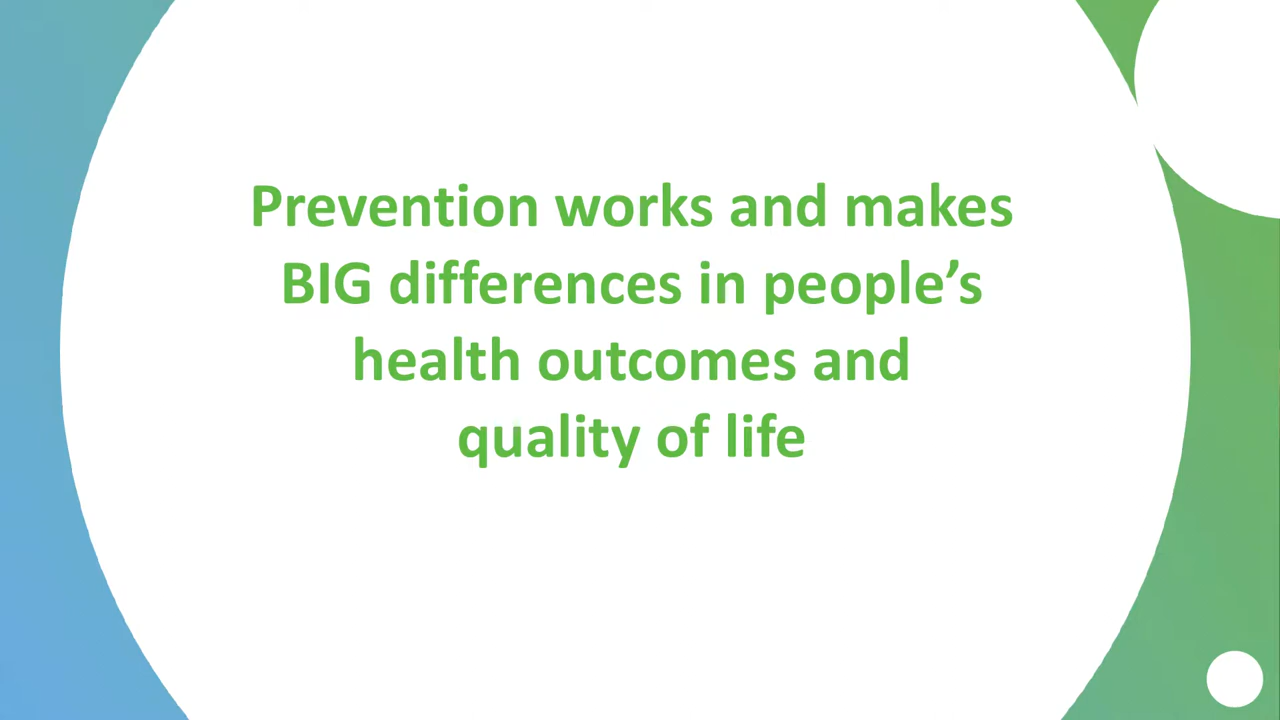 Prevention works and makes
BIG differences in people’s
health outcomes and
quality of life